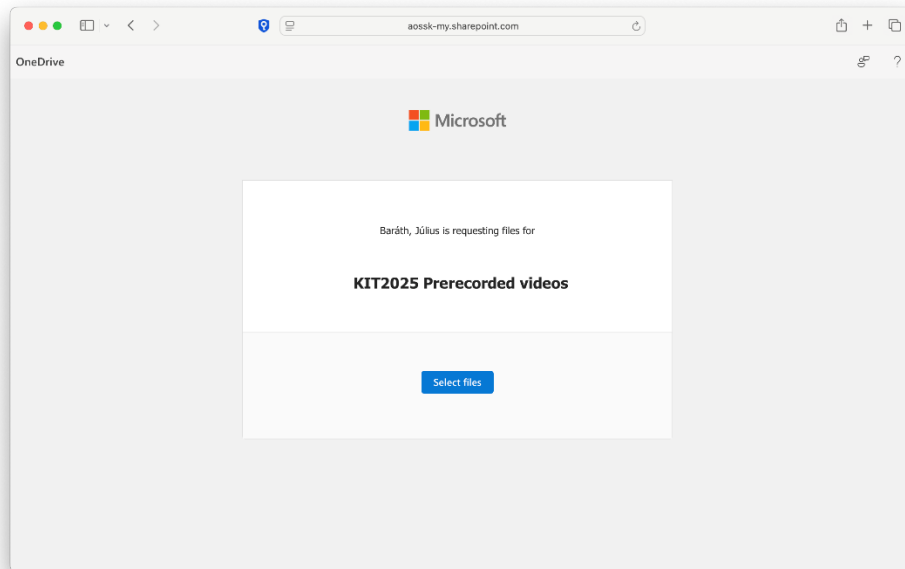 aossk-my.sharepoint.com
OneDrive
?
Microsoft
Baráth, Július is requesting files for
KIT2025 Prerecorded videos
Select files